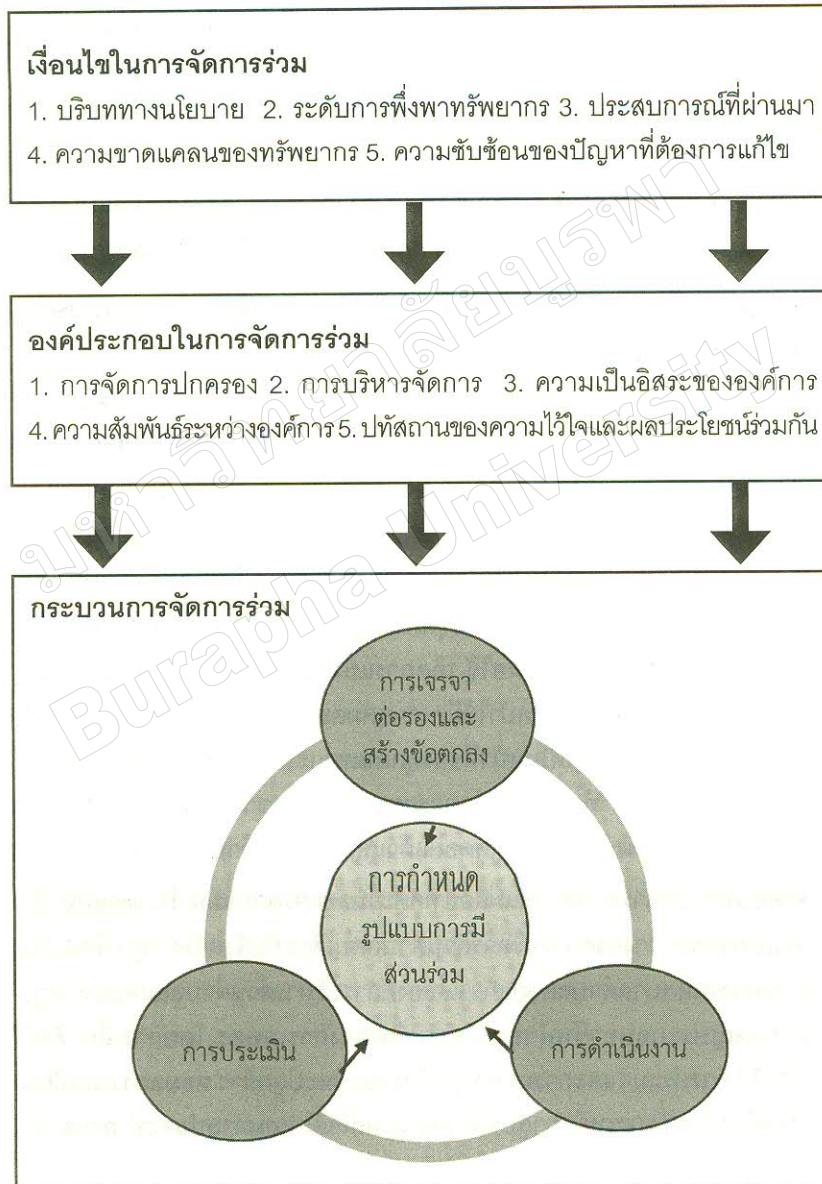 เงื่อนไขในการจัดการร่วม
1. บริบททางนโยบาย 2. ระดับการพึ่งพาทรัพยากร 3. ประสบการณ์ที่ผ่านมา
4. ความขาดแคลนของทรัพยากร 5. ความซับซ้อนของปัญหาที่ต้องการแก้ไข
องค์ประกอบในการจัดการร่วม
1. การจัดการปกครอง 2. การบริหารจัดการ 3. ความเป็นอิสระขององค์การ
4. ความสัมพันธ์ระหว่างองค์การ 5. ปทัสถานของความไว้ใจและผลประโยชน์ร่วมกัน
กระบวนการจัดการร่วม
การเจรจา
ต่อรองและ
สร้างข้อตกลง
การกำหนด
รูปแบบการมี
ส่วนร่วม
การประเมิน
การดำเนินงาน
มหาวิทยาลัยบูรพา
Burapha University